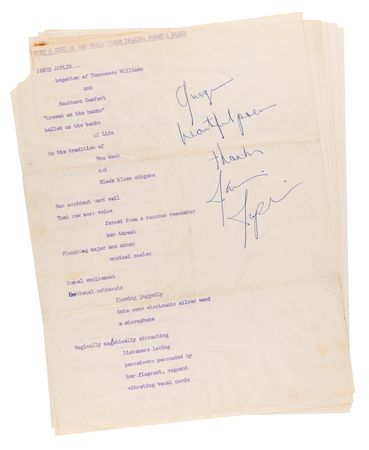 JANIS JOPLIN...
begotten of Tennessee Williams
and
Southern Comfort
"brewed on the banks"
balled on the banks
of Life
In the tradition of
Mae West
and
Black blues singers
Her accident yard wail
That raw moan voice
forced from a raucous resonator
her throat
Flaunting major and minor
musical scales
Sexual excitement
Emotional catharsis
flowing jaggedly
into some electronic silver wand
a microphone
Magically magnetically attracting
listeners loving
perceivers persuaded by
her flagrant, vagrant
vibrating vocal cords
beautiful poem
thanks
Janis
Joplin